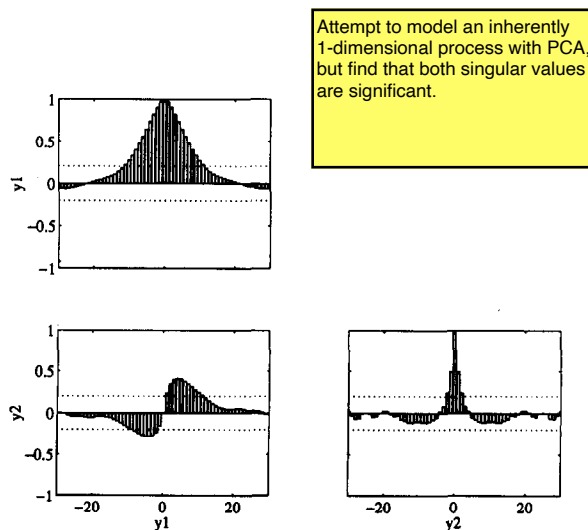 Attempt to model an inherently
1-dimensional process with PCA,
but find that both singular values
are significant.
1
0.5
0
-0.5
-1
y1
1
0.5
0
-0.5
-1
y2
-20
0
20
y1
-20
0
20
y2